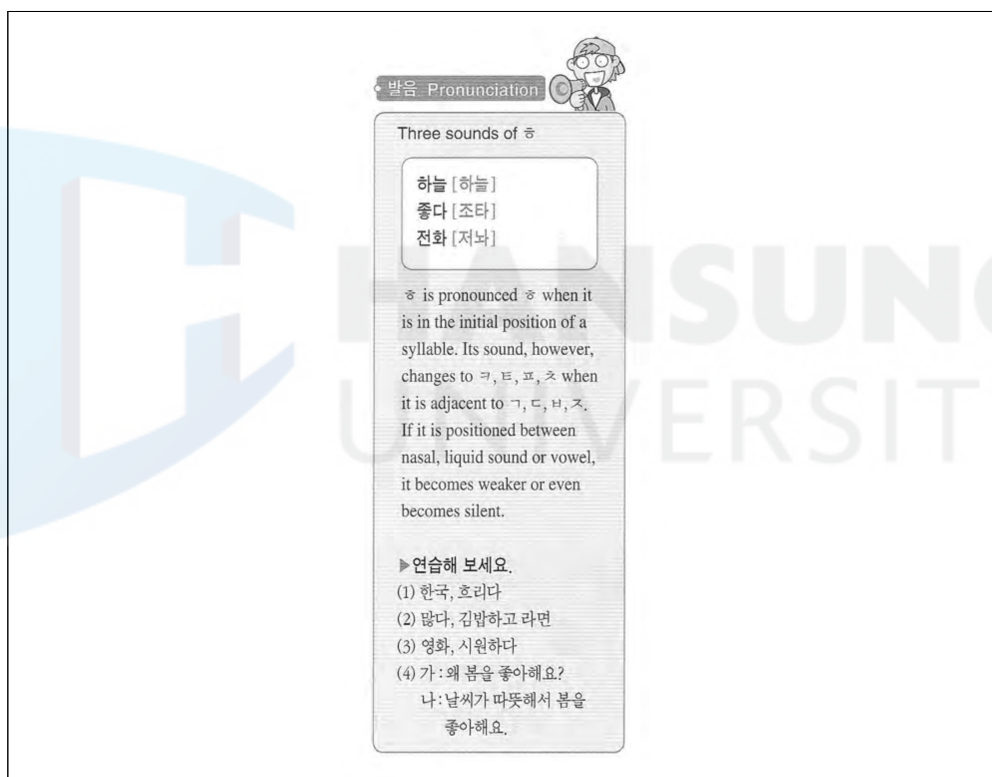 발음 Pronunciation
Three sounds of ㅎ
하늘 [하늘]
좋다 [조타]
전화 [저놔]
ㅎ is pronounced ㅎ when it
is in the initial position of a
syllable. Its sound, however,
changes to ㅋ, ㅌ, ㅍ, ㅊ when
it is adjacent to ㄱ, ㄷ, ㅂ, ㅈ.
If it is positioned between
nasal, liquid sound or vowel,
it becomes weaker or even
becomes silent.
▶연습해 보세요.
(1) 한국, 흐리다
(2) 많다, 김밥하고 라면
(3) 영화, 시원하다
(4) 가 : 왜 봄을 좋아해요?
나 : 날씨가 따뜻해서 봄을
좋아해요.
HANSUNG
UNIVERSIT